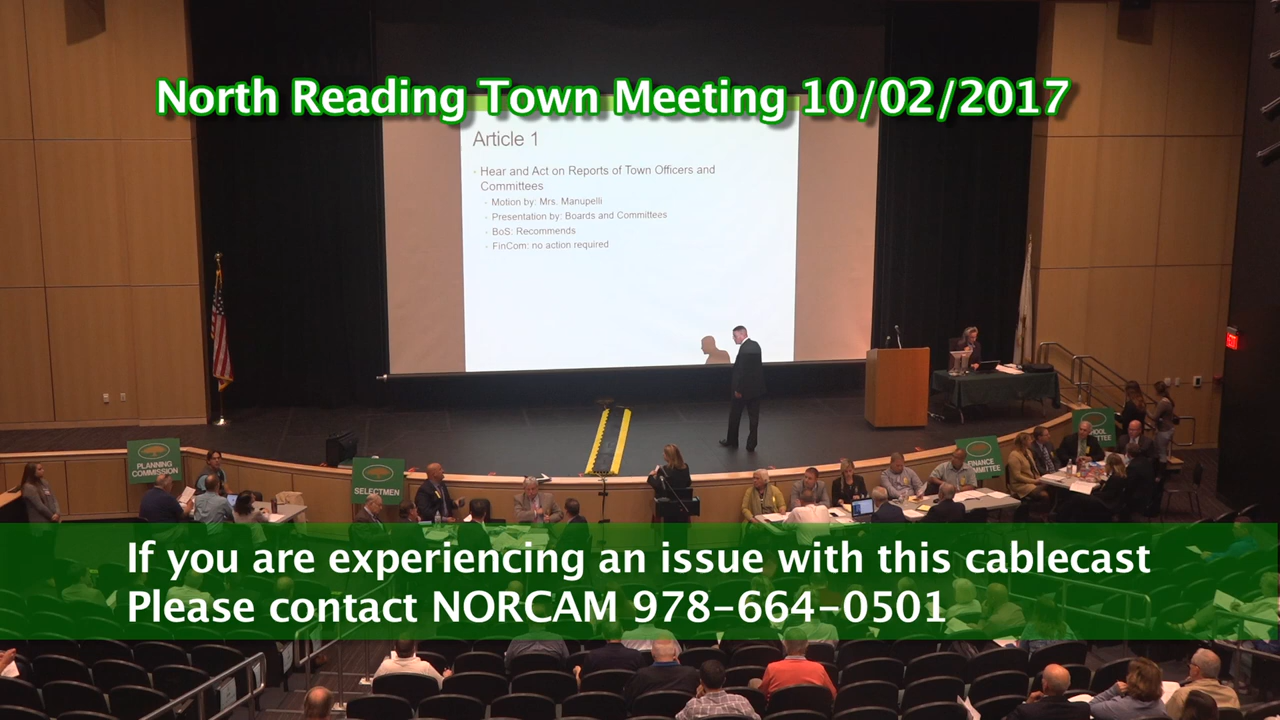 North Reading Town Meeting 10/02/2017
Article 1
Hear and Act on Reports of Town Officers and
Committees
Motion by: Mrs. Manupelli
Presentation by: Boards and Committees
BoS: Recommends
FinCom: no action required
PLANNING
COMMISSION
SELECTMEN
FINANCE
COMMITTEE
If you are experiencing an issue with this cablecast
Please contact NORCAM 978-664-0501